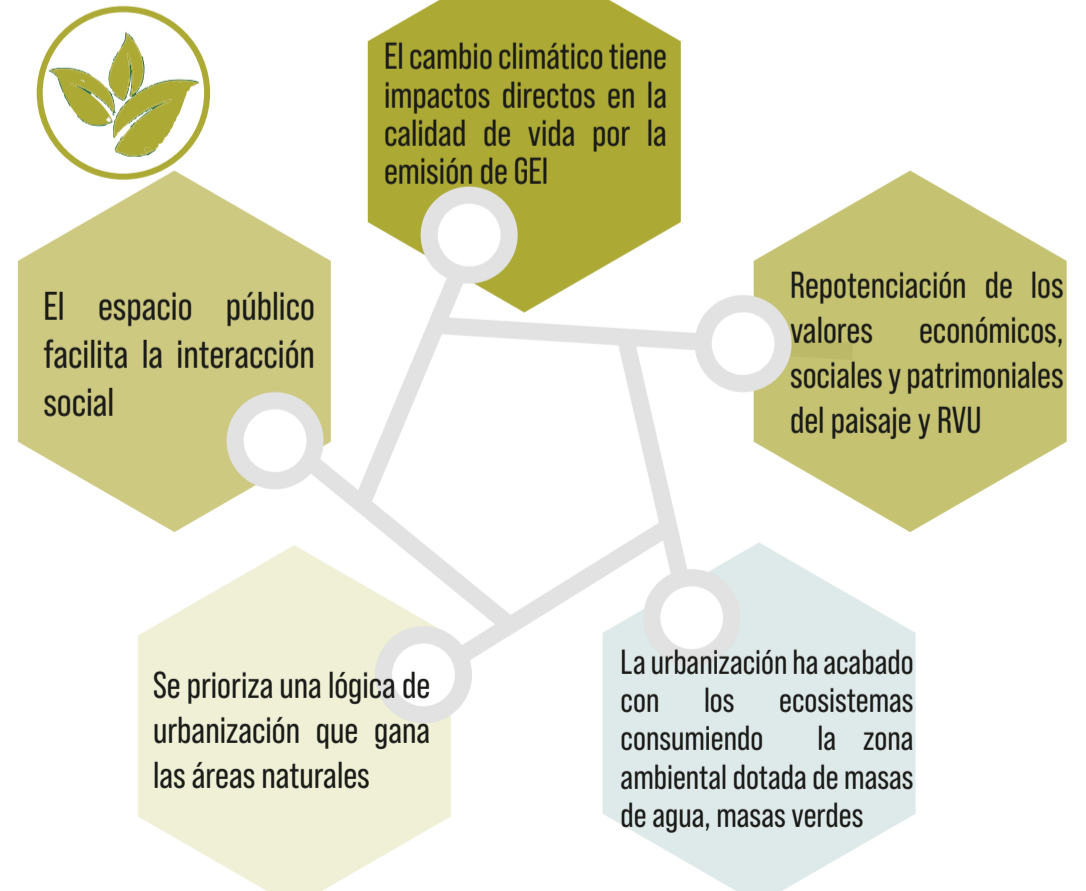 El cambio climático tiene
impactos directos en la
calidad de vida por la
emisión de GEI
El espacio público
facilita la interacción
social
Repotenciación de los
valores económicos,
sociales y patrimoniales
del paisaje y RVU
Se prioriza una lógica de
urbanización que gana
las áreas naturales
La urbanización ha acabado
con los ecosistemas
consumiendo la zona
ambiental dotada de masas
de agua, masas verdes